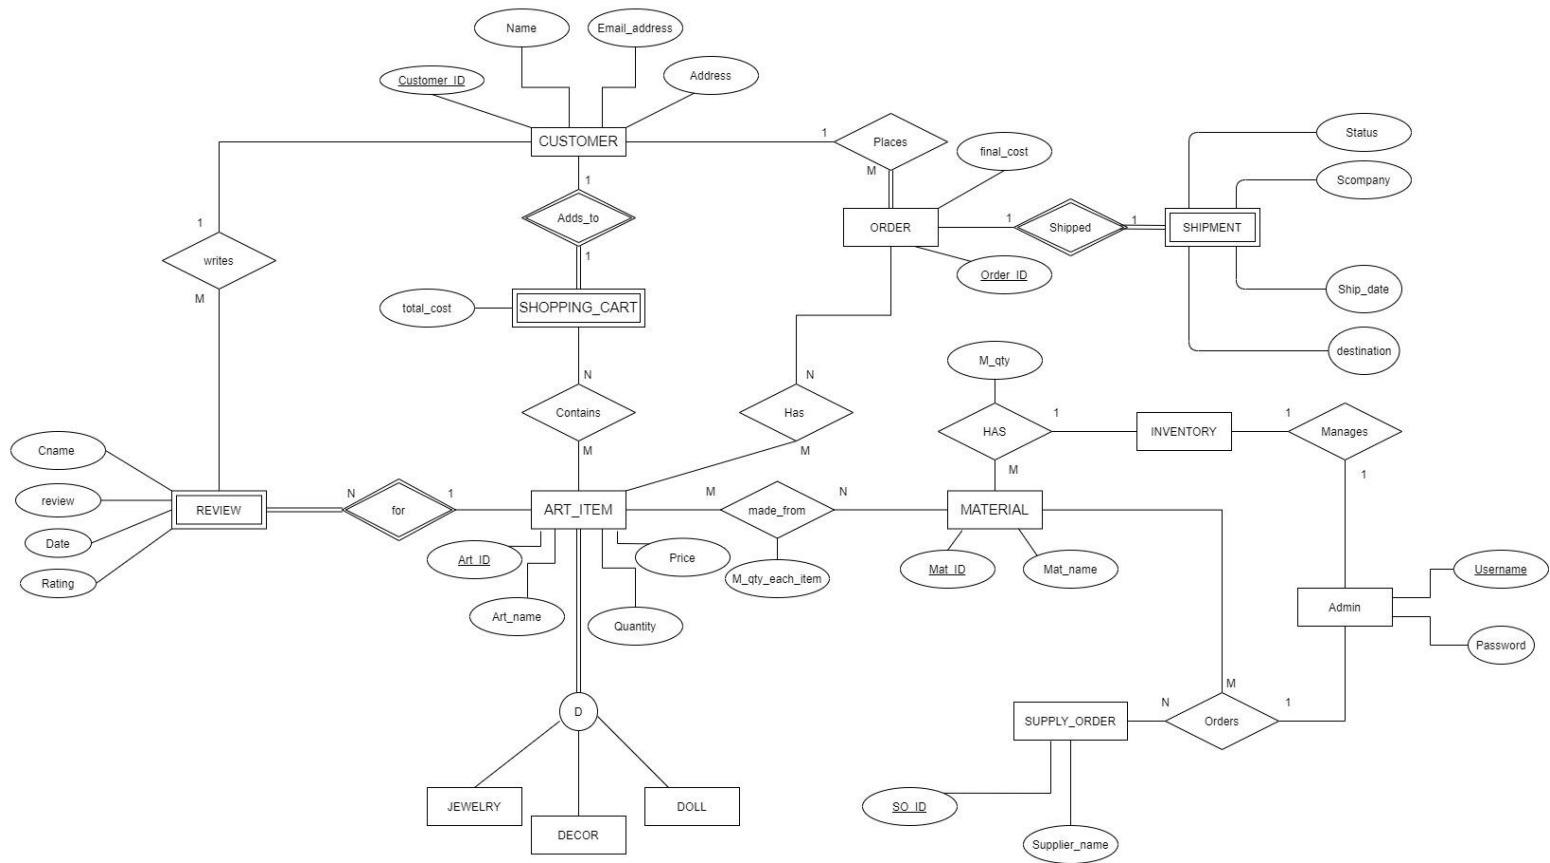 Name
Email_address
Customer_ID
Address
CUSTOMER
1
Places
M
final_cost
Status
Scompany
1
Adds_to
1
ORDER
1
Shipped
1
SHIPMENT
1
writes
M
Order_ID
Ship_date
destination
total_cost
SHOPPING_CART
N
Contains
M
N
Has
M
M_qty
HAS
1
M
INVENTORY
1
Manages
1
Cname
review
Date
Rating
REVIEW
N
for
1
ART_ITEM
M
made_from
N
MATERIAL
Art_ID
Art_name
Quantity
Price
M_qty_each_item
Mat_ID
Mat_name
Admin
Username
Password
D
JEWELRY
DECOR
DOLL
SUPPLY_ORDER
N
Orders
M
1
SO_ID
Supplier_name